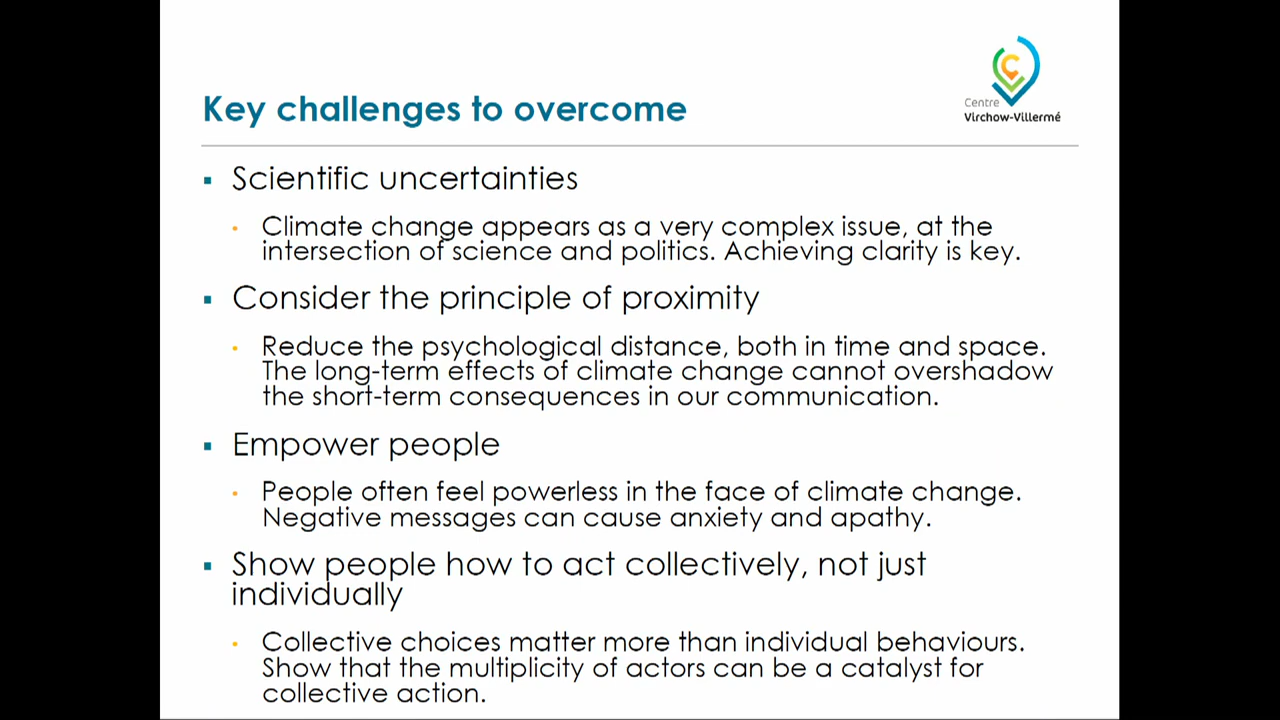 Key challenges to overcome
C
Centre
Virchow-Villermé
▪ Scientific uncertainties
• Climate change appears as a very complex issue, at the
intersection of science and politics. Achieving clarity is key.
▪ Consider the principle of proximity
• Reduce the psychological distance, both in time and space.
The long-term effects of climate change cannot overshadow
the short-term consequences in our communication.
▪ Empower people
• People often feel powerless in the face of climate change.
Negative messages can cause anxiety and apathy.
▪ Show people how to act collectively, not just
individually
• Collective choices matter more than individual behaviours.
Show that the multiplicity of actors can be a catalyst for
collective action.